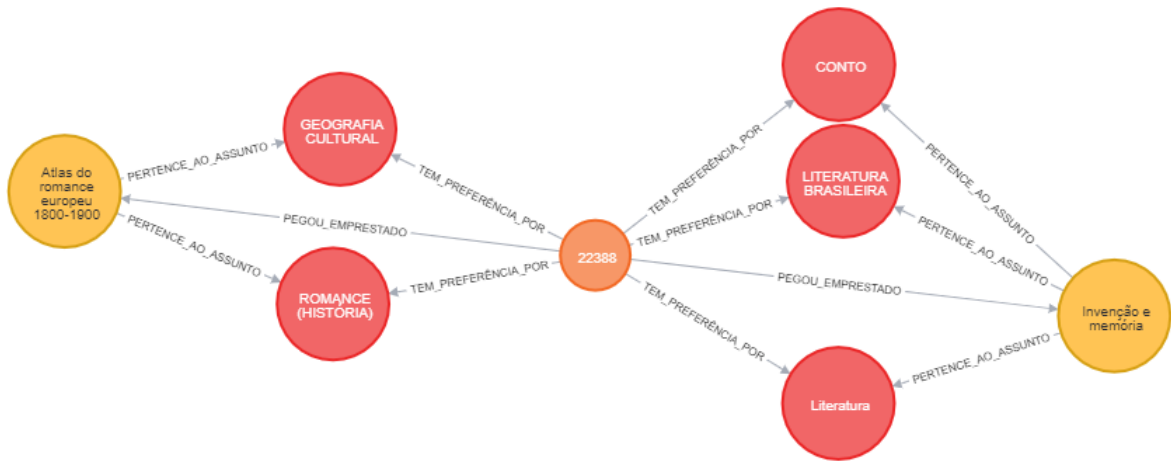 CONTO
GEOGRAFIA
CULTURAL
PERTENCE_AO_ASSUNTO
TEM_PREFERÊNCIA_POR
PERTENCE_AO_ASSUNTO
Atlas do
romance
europeu
1800-1900
LITERATURA
BRASILEIRA
TEM_PREFERÊNCIA_POR
TEM_PREFERÊNCIA_POR
PEGOU_EMPRESTADO
PERTENCE_AO_ASSUNTO
PERTENCE_AO_ASSUNTO
22388
TEM_PREFERÊNCIA_POR
PEGOU_EMPRESTADO
ROMANCE
(HISTÓRIA)
TEM_PREFERÊNCIA_POR
Invenção e
memória
PERTENCE_AO_ASSUNTO
Literatura